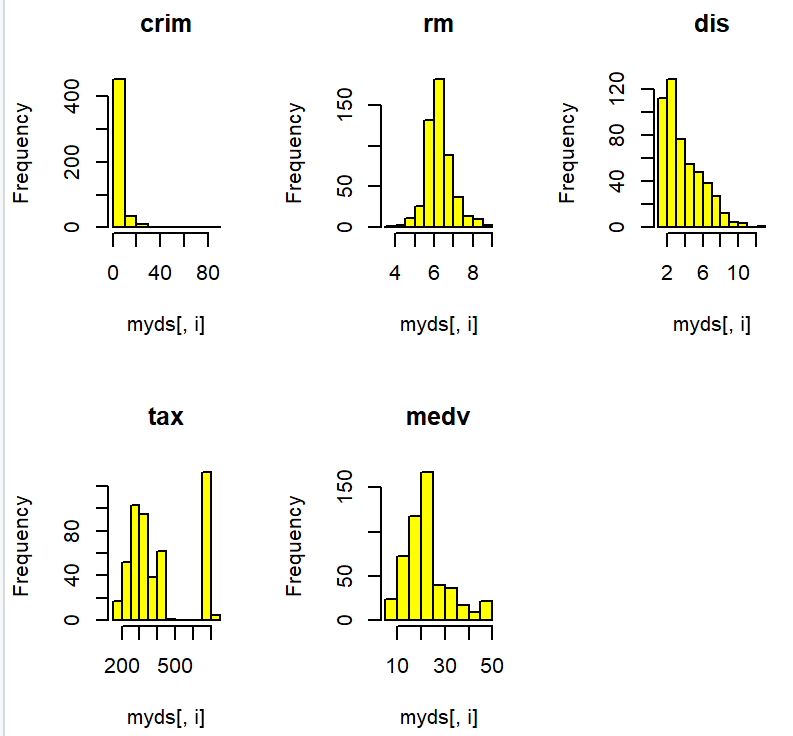 crim
Frequency
0 200 400
0 40 80
myds[, i]
rm
Frequency
0 50 150
4 6 8
myds[, i]
dis
Frequency
0 40 80 120
2 6 10
myds[, i]
tax
Frequency
0 40 80
200 500
myds[, i]
medv
Frequency
0 50 150
10 30 50
myds[, i]